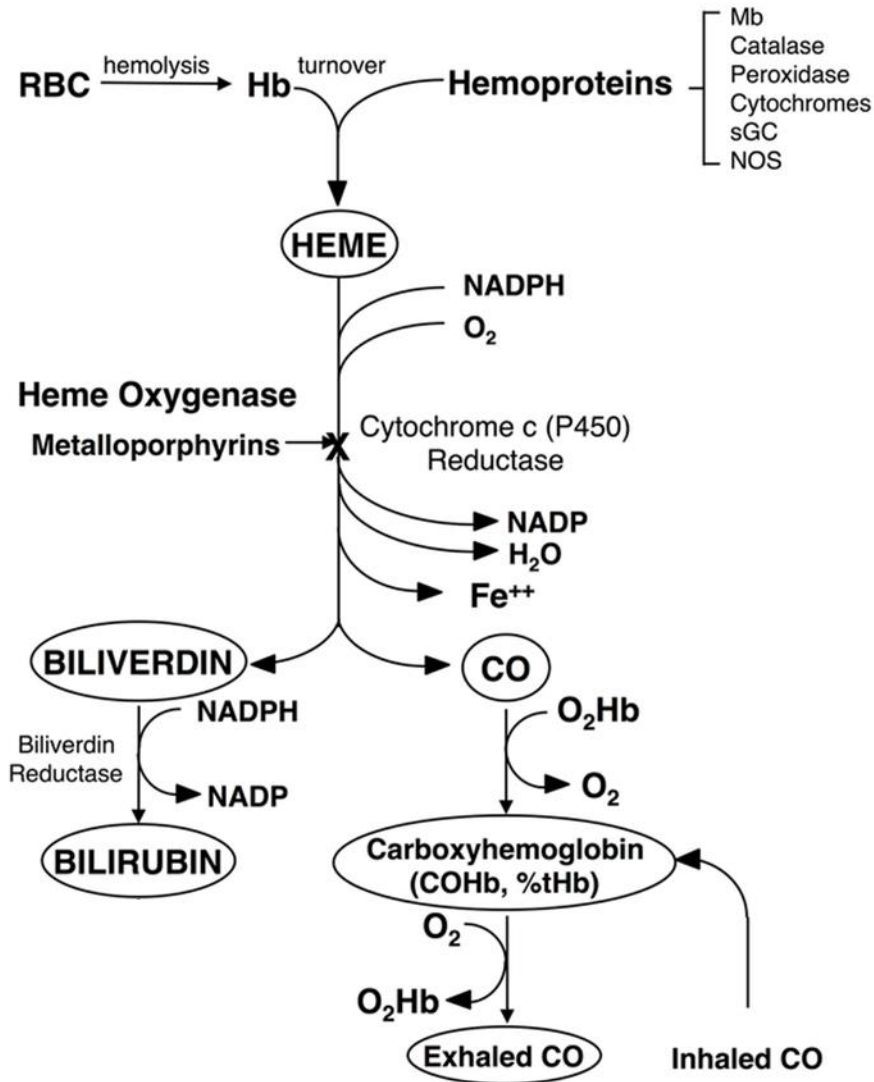 RBC
hemolysis
Hb
turnover
Hemoproteins
Mb
Catalase
Peroxidase
Cytochromes
sGC
NOS
HEME
NADPH
O₂
Heme Oxygenase
Metalloporphyrins
X
Cytochrome c (P450)
Reductase
NADP
H₂O
Fe⁺⁺
BILIVERDIN
CO
NADPH
O₂Hb
Biliverdin
Reductase
NADP
O₂
BILIRUBIN
Carboxyhemoglobin
(COHb, %tHb)
O₂
O₂Hb
Exhaled CO
Inhaled CO